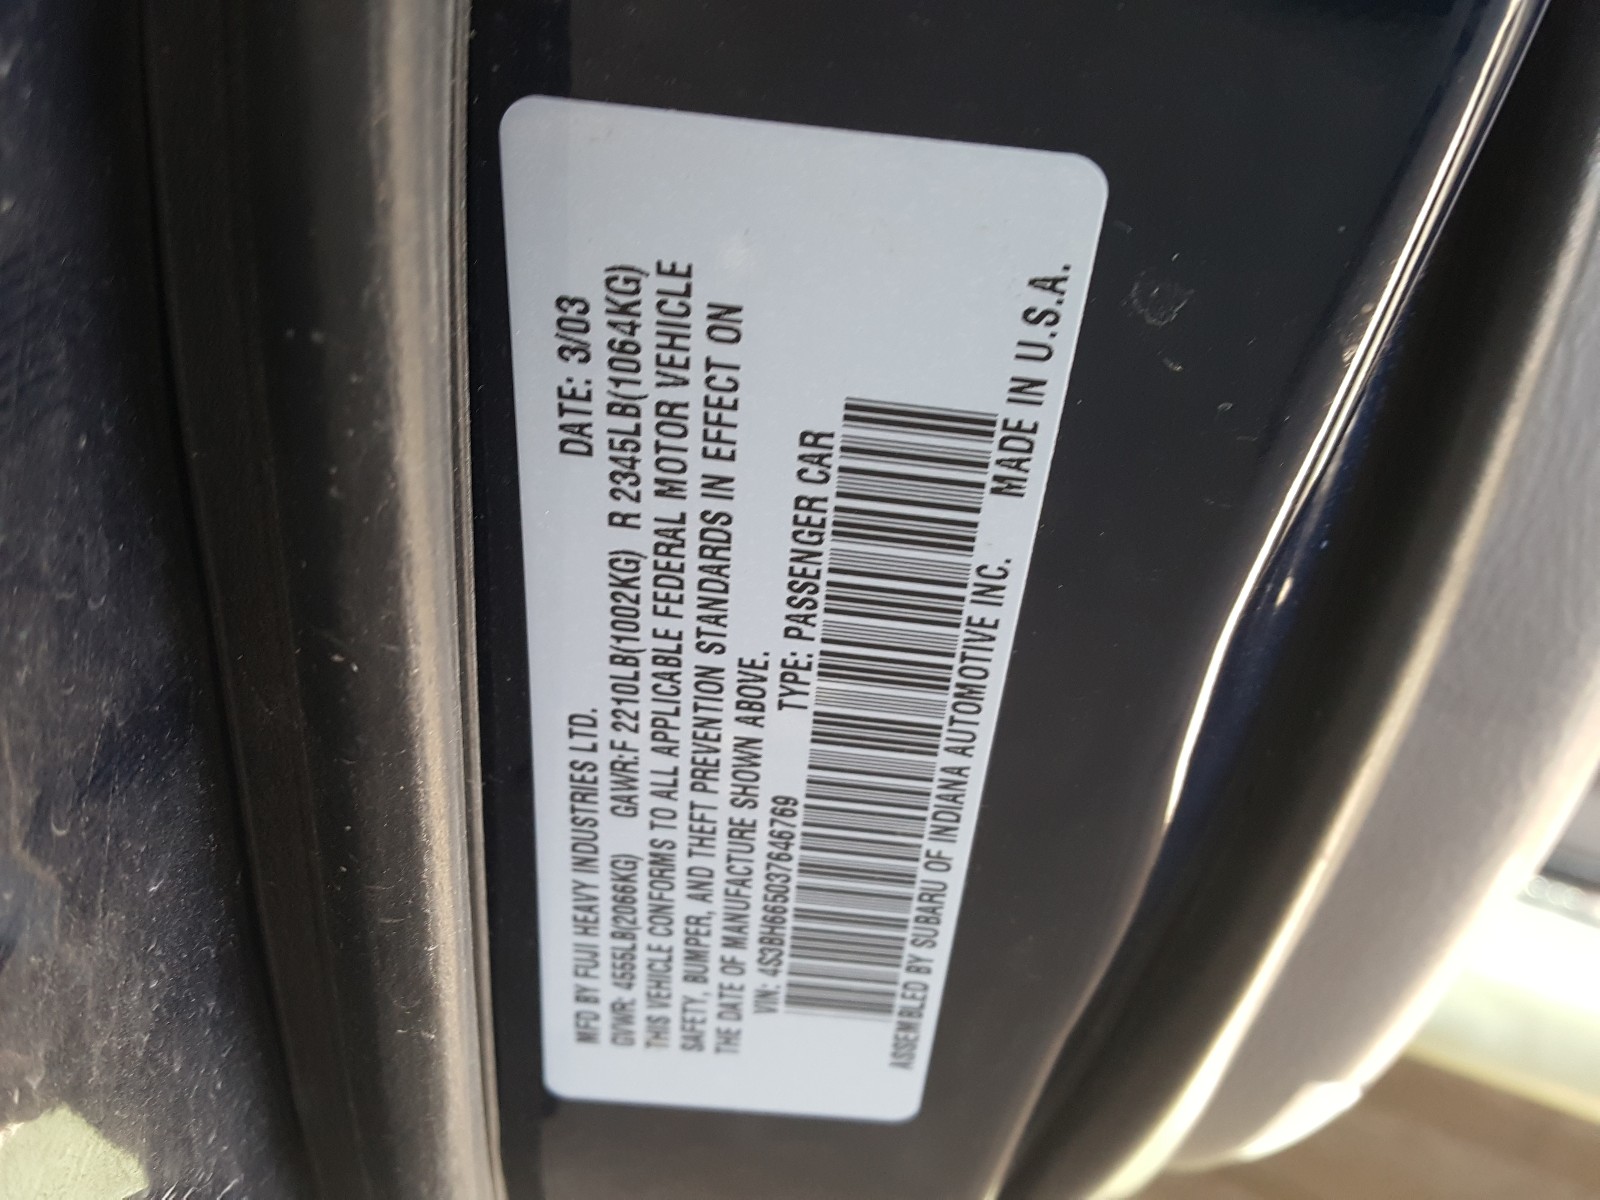 MFD BY FUJI HEAVY INDUSTRIES LTD. DATE: 3/03
GVWR: 4555LB(2066KG) GAWR:F 2210LB(1002KG) R 2345LB(1064KG)
THIS VEHICLE CONFORMS TO ALL APPLICABLE FEDERAL MOTOR VEHICLE
SAFETY, BUMPER, AND THEFT PREVENTION STANDARDS IN EFFECT ON
THE DATE OF MANUFACTURE SHOWN ABOVE.
VIN: 4S3BH665037646769 TYPE: PASSENGER CAR
ASSEMBLED BY SUBARU OF INDIANA AUTOMOTIVE INC. MADE IN U.S.A.